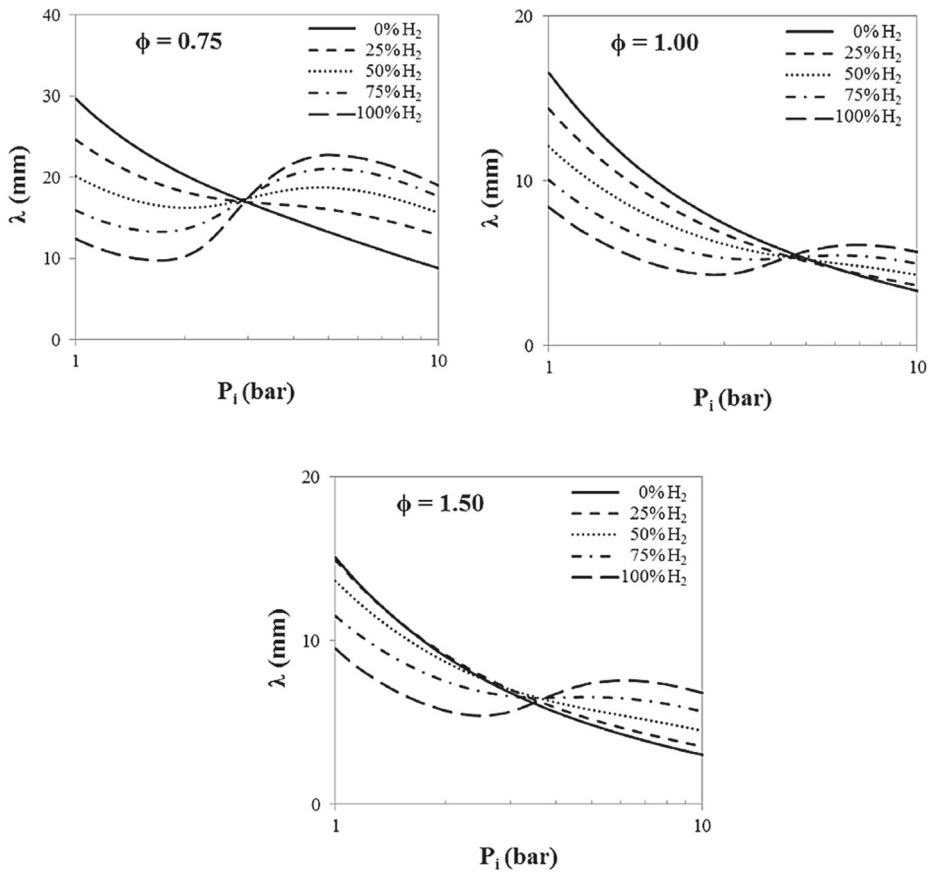 40
30
20
10
0
λ (mm)
ϕ = 0.75
0%H₂
25%H₂
50%H₂
75%H₂
100%H₂
1
10
Pᵢ (bar)
20
10
0
λ (mm)
ϕ = 1.00
0%H₂
25%H₂
50%H₂
75%H₂
100%H₂
1
10
Pᵢ (bar)
20
10
0
λ (mm)
ϕ = 1.50
0%H₂
25%H₂
50%H₂
75%H₂
100%H₂
1
10
Pᵢ (bar)